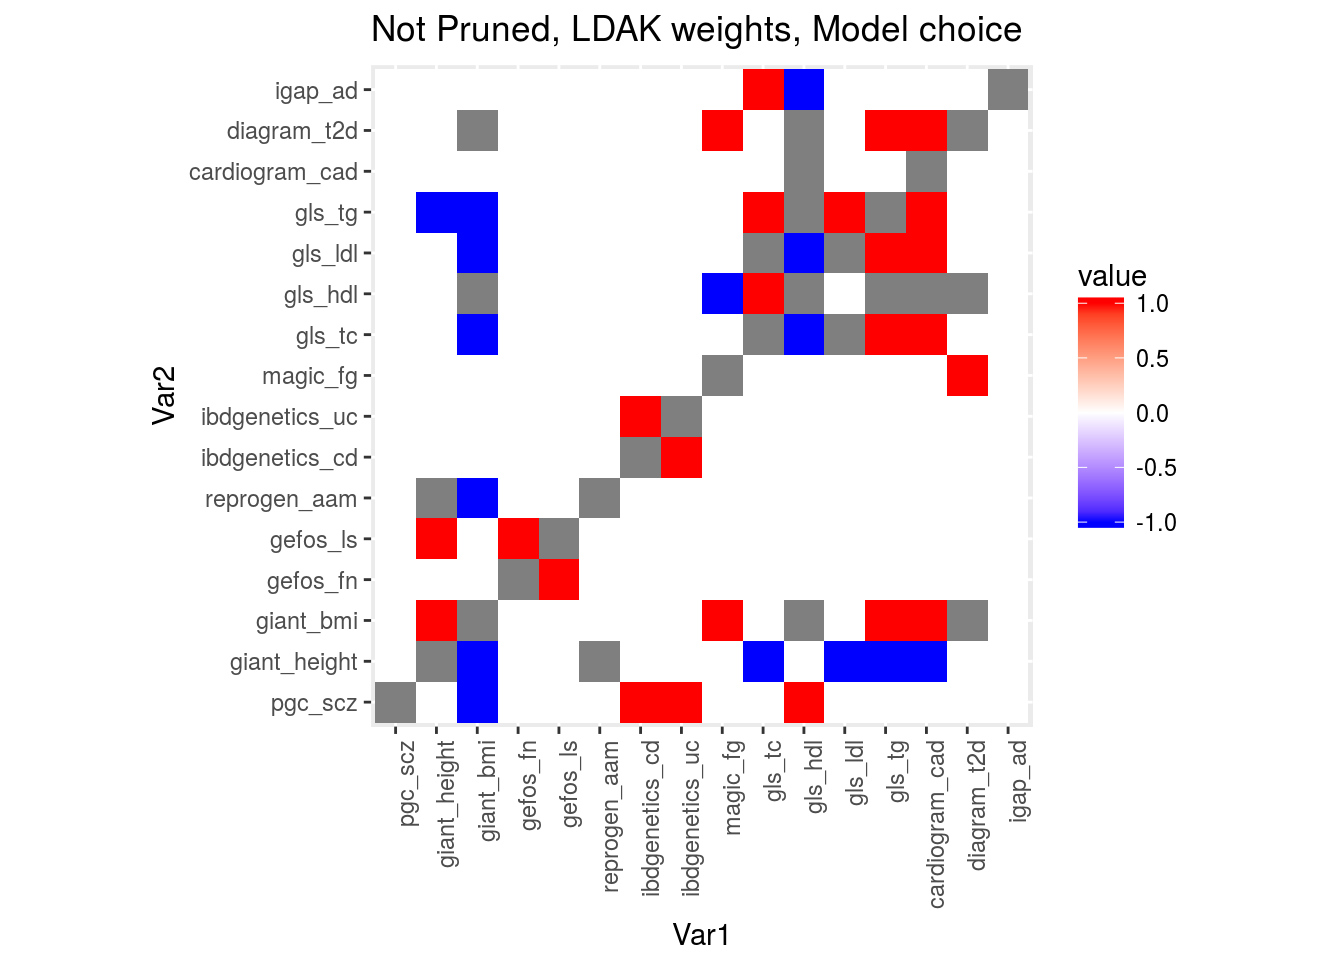 Not Pruned, LDAK weights, Model choice
igap_ad
diagram_t2d
cardiogram_cad
gls_tg
gls_ldl
gls_hdl
gls_tc
magic_fg
ibdgenetics_uc
ibdgenetics_cd
reprogen_aam
gefos_ls
gefos_fn
giant_bmi
giant_height
pgc_scz
Var2
pgc_scz
giant_height
giant_bmi
gefos_fn
gefos_ls
reprogen_aam
ibdgenetics_cd
ibdgenetics_uc
magic_fg
gls_tc
gls_hdl
gls_ldl
gls_tg
cardiogram_cad
diagram_t2d
igap_ad
Var1
value
1.0
0.5
0.0
-0.5
-1.0